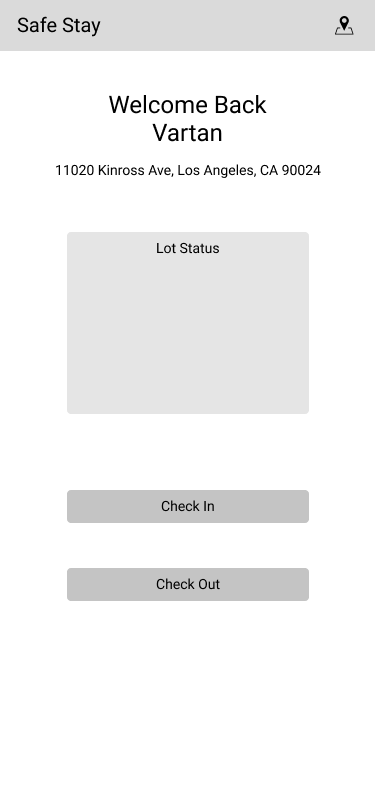 Safe Stay
Welcome Back
Vartan
11020 Kinross Ave, Los Angeles, CA 90024
Lot Status
Check In
Check Out